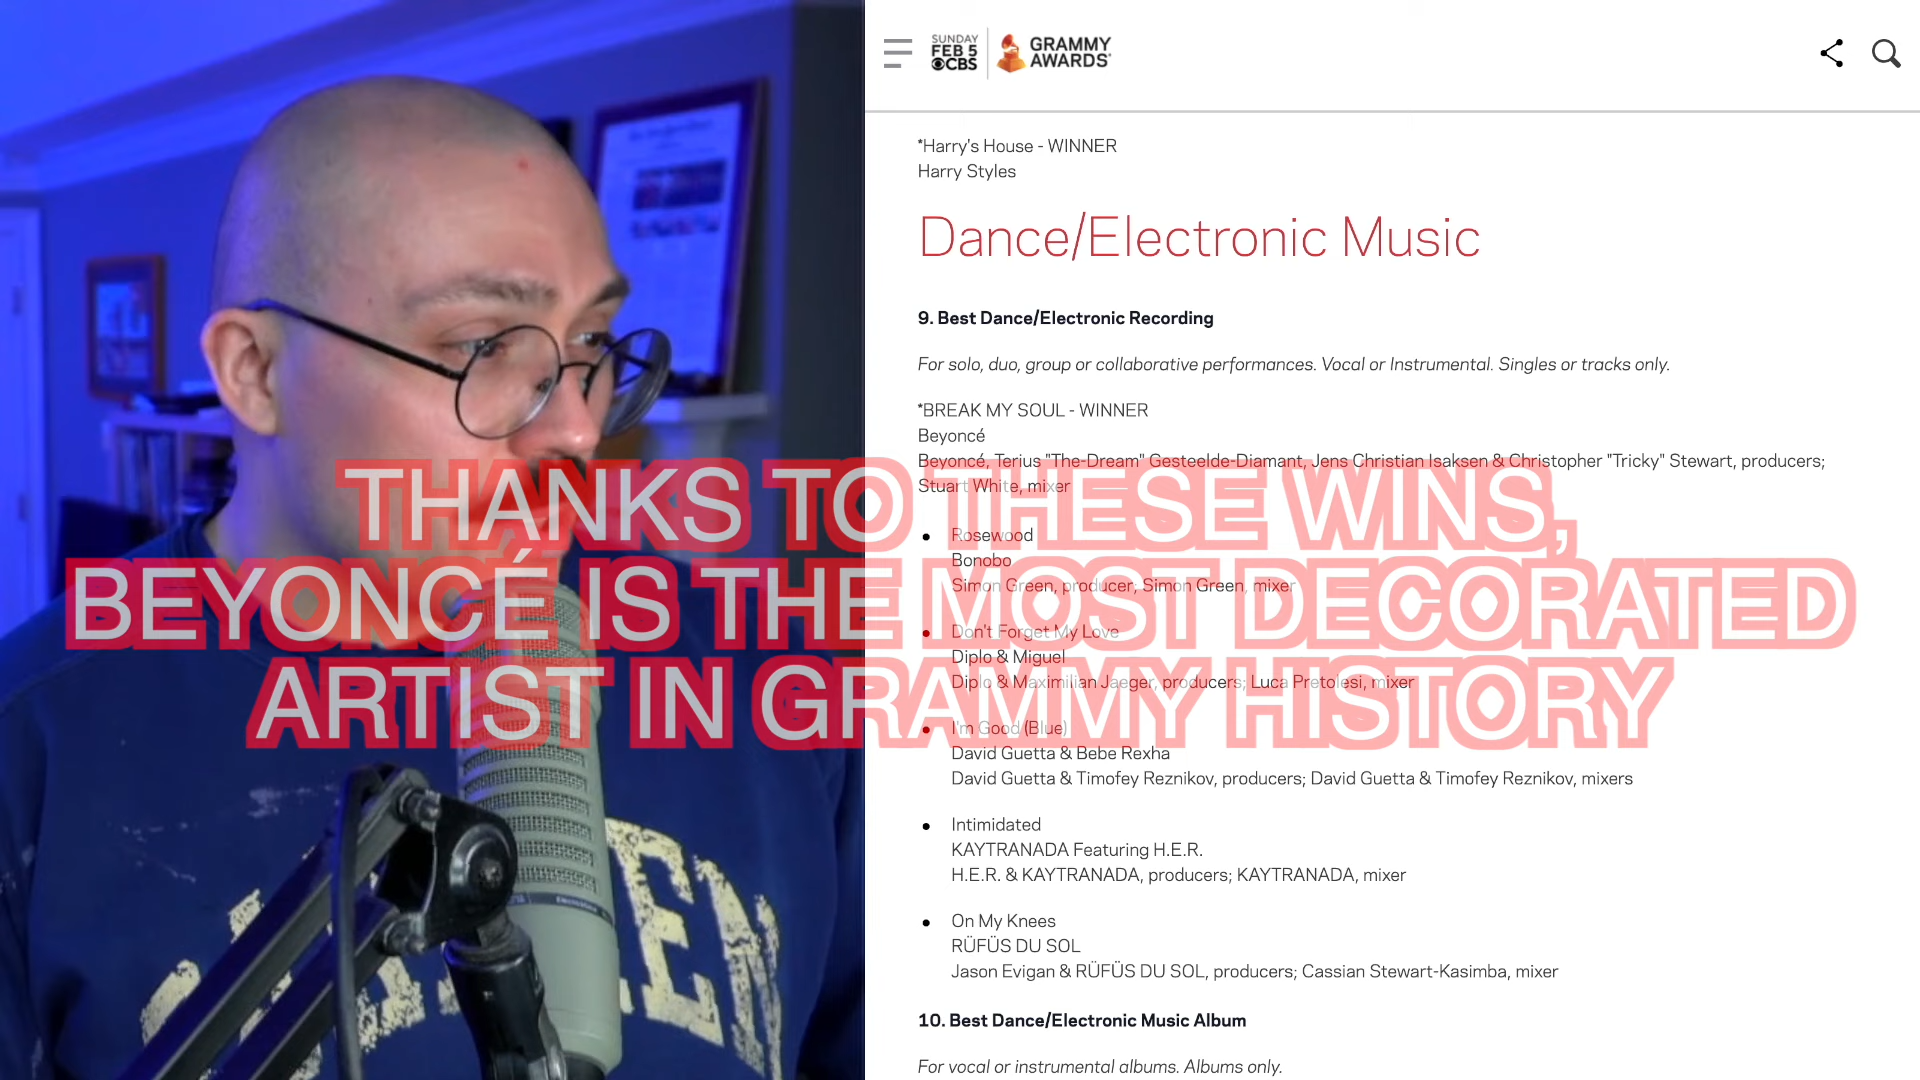 SUNDAY
FEB 5
CBS
GRAMMY
AWARDS
*Harry's House - WINNER
Harry Styles
Dance/Electronic Music
9. Best Dance/Electronic Recording
For solo, duo, group or collaborative performances. Vocal or Instrumental. Singles or tracks only.
*BREAK MY SOUL - WINNER
Beyoncé
Beyoncé, Terius "The-Dream" Gesteelde-Diamant, Jens Christian Isaksen & Christopher "Tricky" Stewart, producers;
Stuart White, mixer
THANKS TO THESE WINS,
BEYONCÉ IS THE MOST DECORATED
ARTIST IN GRAMMY HISTORY
Rosewood
Bonobo
Simon Green, producer; Simon Green, mixer
Don't Forget My Love
Diplo & Miguel
Diplo & Maximilian Jaeger, producers; Luca Pretolesi, mixer
I'm Good (Blue)
David Guetta & Bebe Rexha
David Guetta & Timofey Reznikov, producers; David Guetta & Timofey Reznikov, mixers
Intimidated
KAYTRANADA Featuring H.E.R.
H.E.R. & KAYTRANADA, producers; KAYTRANADA, mixer
On My Knees
RÜFÜS DU SOL
Jason Evigan & RÜFÜS DU SOL, producers; Cassian Stewart-Kasimba, mixer
10. Best Dance/Electronic Music Album
For vocal or instrumental albums. Albums only.